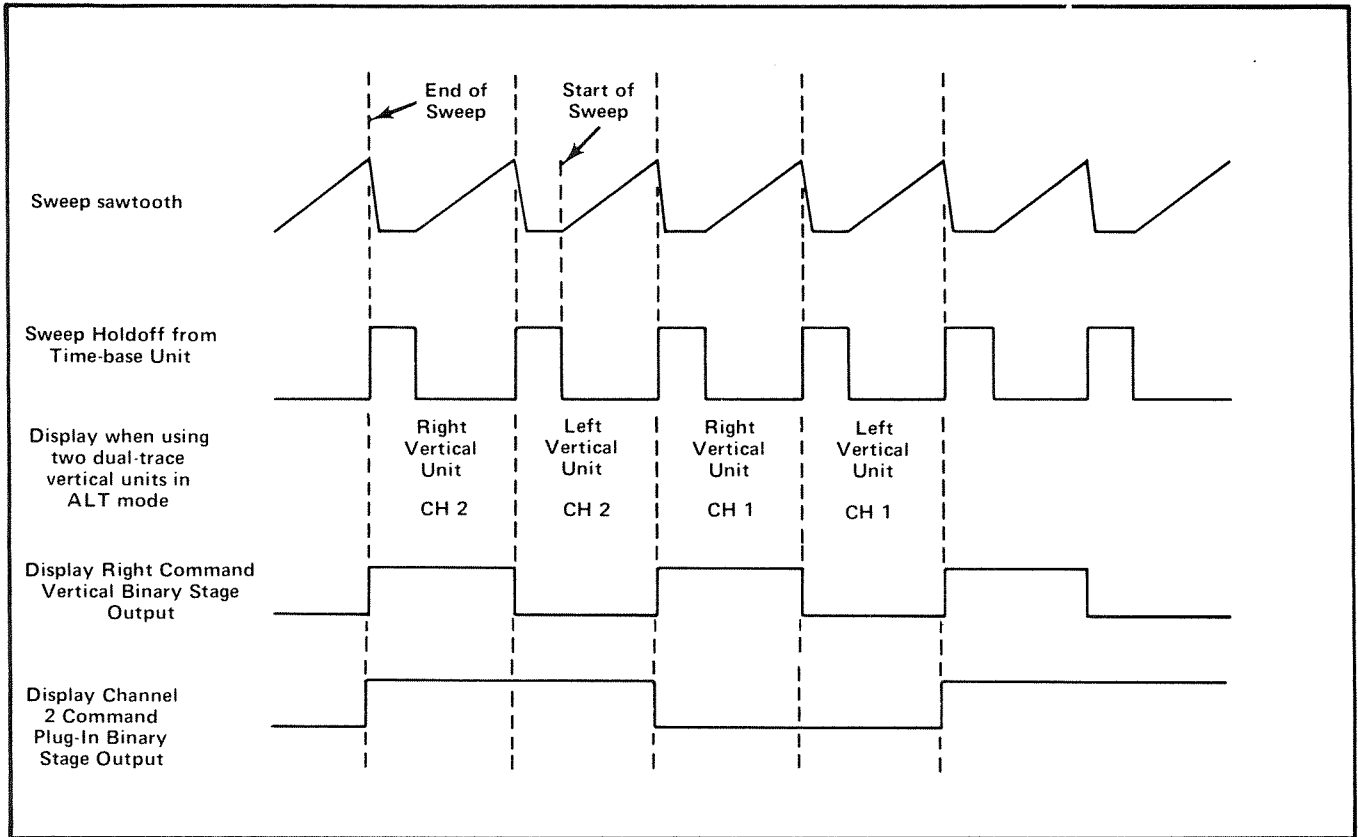 End of
Sweep
Start of
Sweep
Sweep sawtooth
Sweep Holdoff from
Time-base Unit
Display when using
two dual-trace
vertical units in
ALT mode
Right
Vertical
Unit
CH 2
Left
Vertical
Unit
CH 2
Right
Vertical
Unit
CH 1
Left
Vertical
Unit
CH 1
Display Right Command
Vertical Binary Stage
Output
Display Channel
2 Command
Plug-In Binary
Stage Output